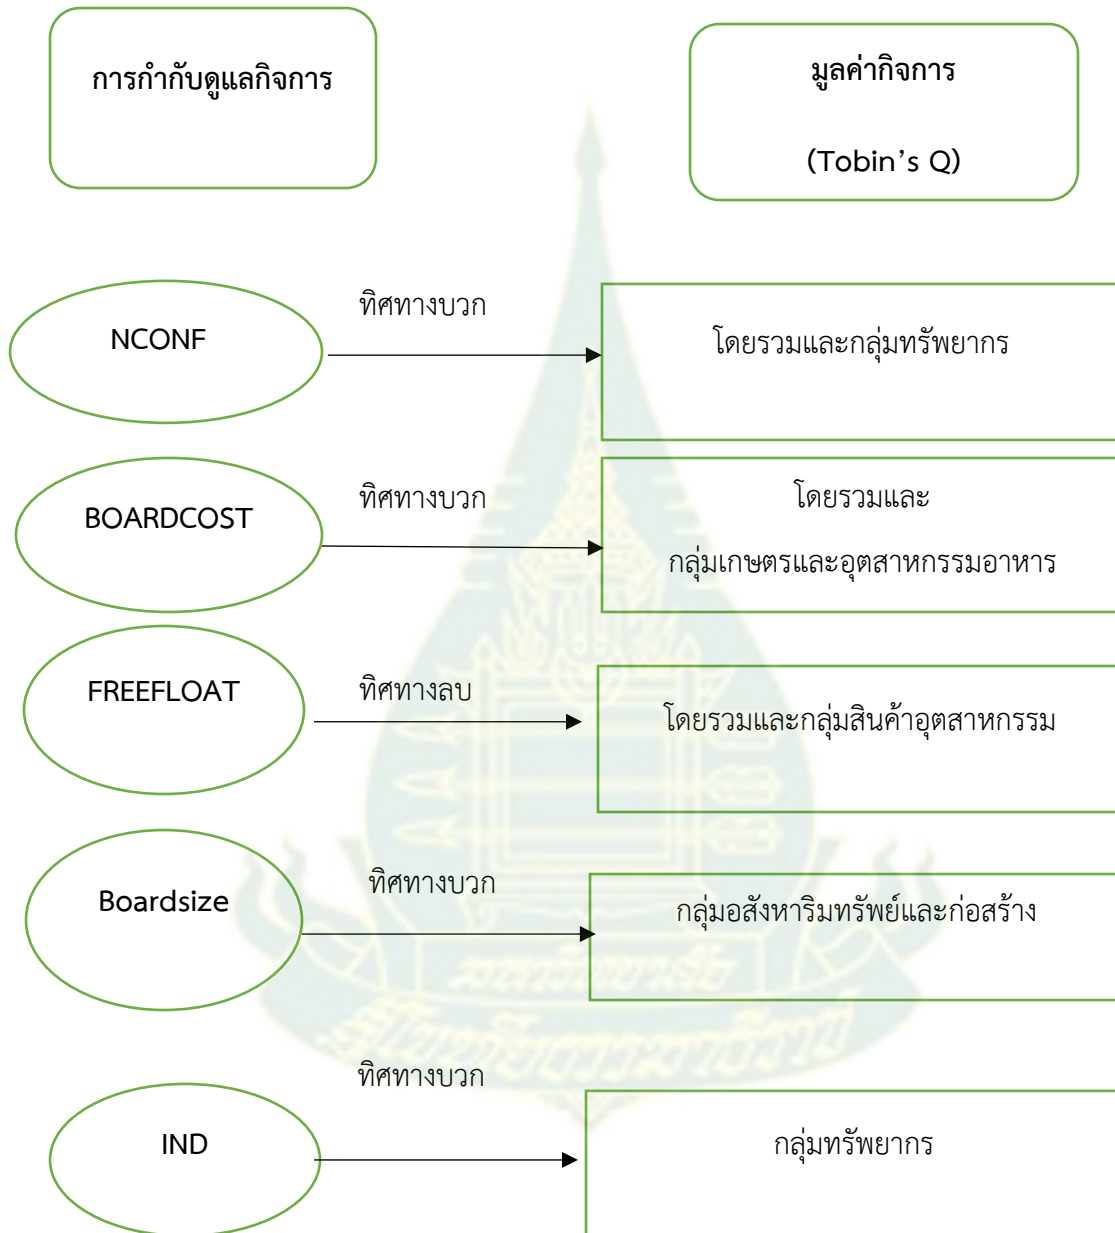 การกำกับดูแลกิจการ
มูลค่ากิจการ
(Tobin’s Q)
NCONF
ทิศทางบวก
โดยรวมและกลุ่มทรัพยากร
BOARDCOST
ทิศทางบวก
โดยรวมและ
กลุ่มเกษตรและอุตสาหกรรมอาหาร
FREEFLOAT
ทิศทางลบ
โดยรวมและกลุ่มสินค้าอุตสาหกรรม
Boardsize
ทิศทางบวก
กลุ่มอสังหาริมทรัพย์และก่อสร้าง
IND
ทิศทางบวก
กลุ่มทรัพยากร